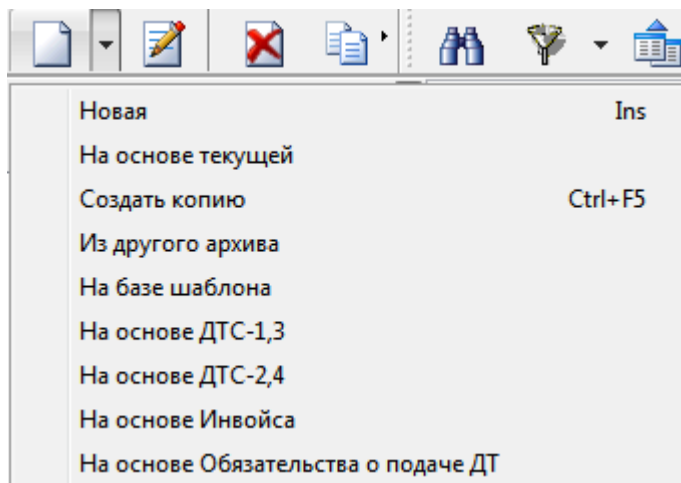 Новая Ins
На основе текущей
Создать копию Ctrl+F5
Из другого архива
На базе шаблона
На основе ДТС-1,3
На основе ДТС-2,4
На основе Инвойса
На основе Обязательства о подаче ДТ